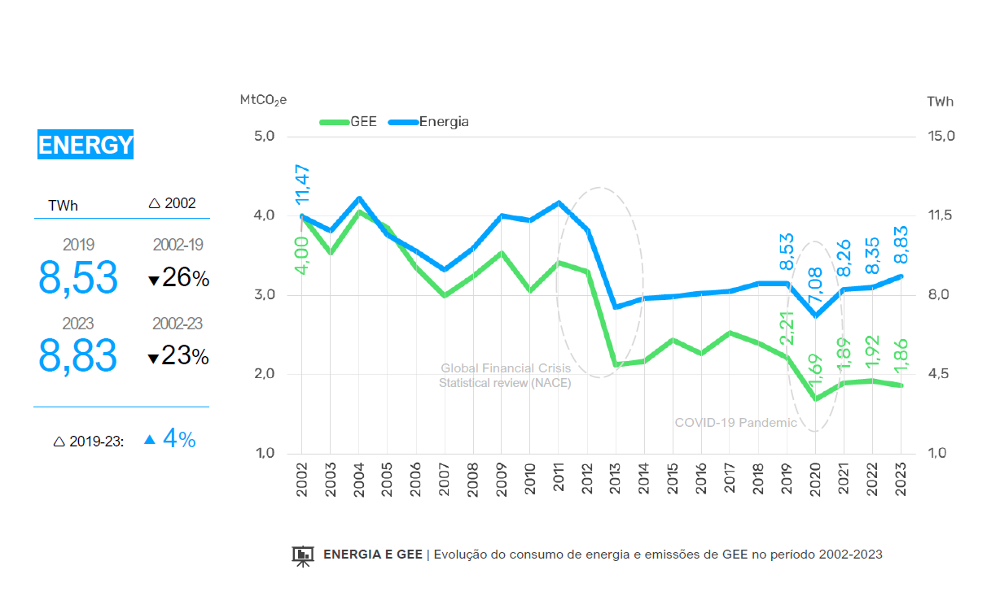 ENERGY
TWh △ 2002
2019 2002-19
8,53 ▼26%
2023 2002-23
8,83 ▼23%
△ 2019-23: ▲ 4%
MtCO₂e TWh
GEE Energia
5,0 15,0
4,0 11,5
3,0 8,0
2,0 4,5
1,0 1,0
11,47
4,00
8,53
7,08
8,26
8,35
8,83
2,21
1,69
1,89
1,92
1,86
Global Financial Crisis
Statistical review (NACE)
COVID-19 Pandemic
2002 2003 2004 2005 2006 2007 2008 2009 2010 2011 2012 2013 2014 2015 2016 2017 2018 2019 2020 2021 2022 2023
ENERGIA E GEE | Evolução do consumo de energia e emissões de GEE no período 2002-2023